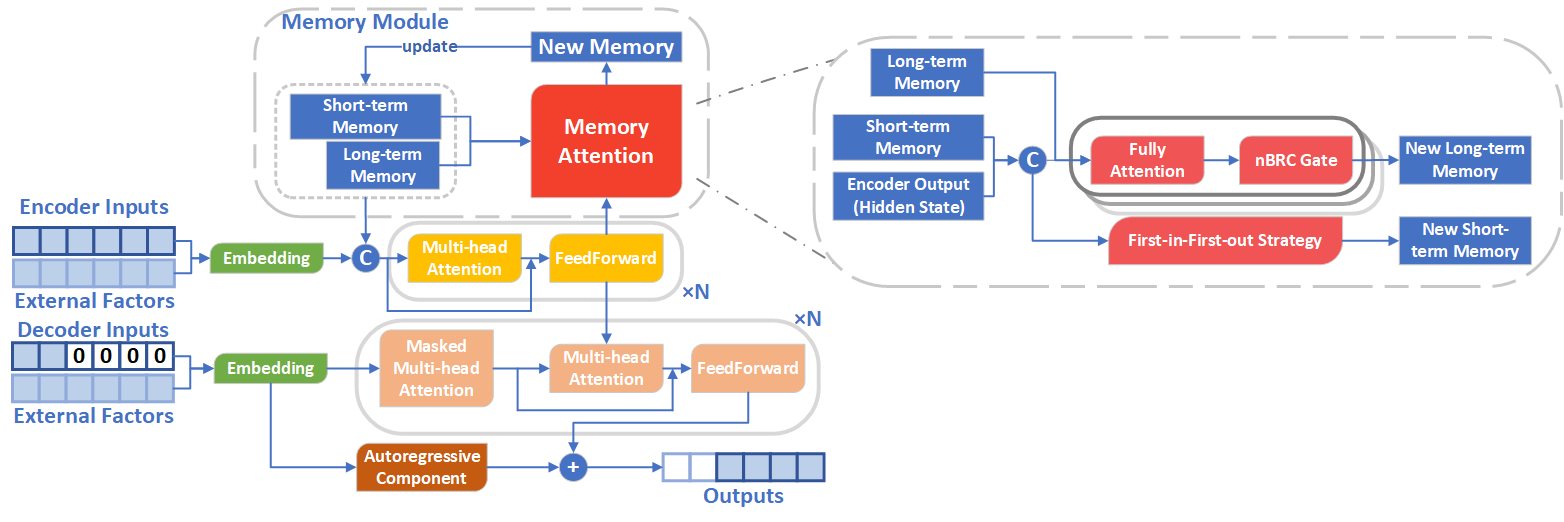 Memory Module
update
New Memory
Short-term
Memory
Long-term
Memory
Memory
Attention
Encoder Inputs
External Factors
Embedding
C
Multi-head
Attention
FeedForward
×N
Decoder Inputs
0 0 0 0
External Factors
Embedding
Masked
Multi-head
Attention
Multi-head
Attention
FeedForward
×N
Autoregressive
Component
+
Outputs
Long-term
Memory
Short-term
Memory
Encoder Output
(Hidden State)
C
Fully
Attention
nBRC Gate
New Long-term
Memory
First-in-First-out Strategy
New Short-
term Memory